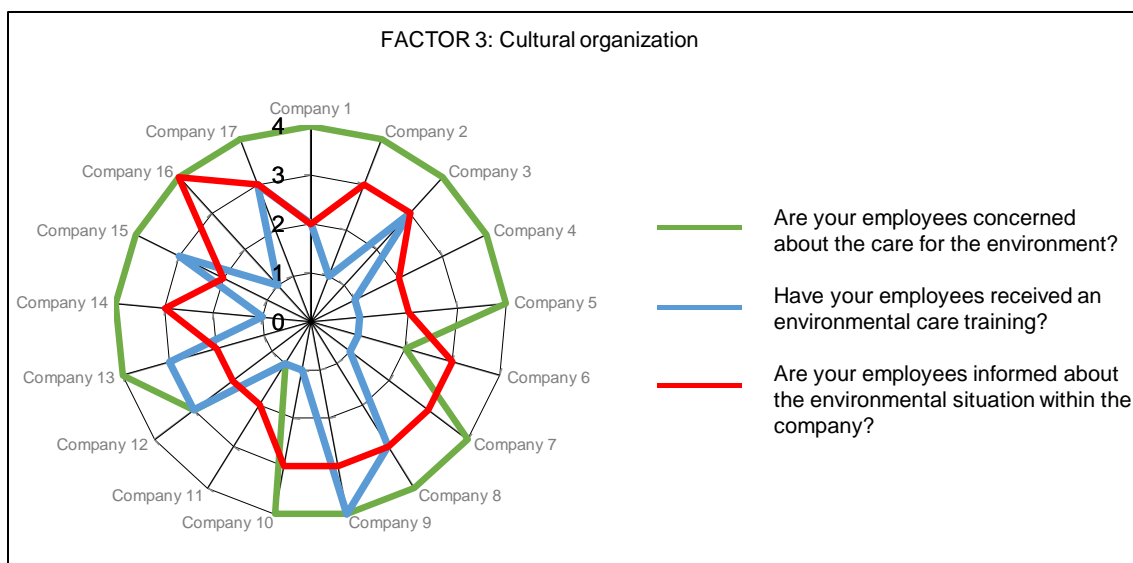 FACTOR 3: Cultural organization
Company 1
Company 2
Company 3
Company 4
Company 5
Company 6
Company 7
Company 8
Company 9
Company 10
Company 11
Company 12
Company 13
Company 14
Company 15
Company 16
Company 17
4
3
2
1
0
Are your employees concerned
about the care for the environment?
Have your employees received an
environmental care training?
Are your employees informed about
the environmental situation within the
company?